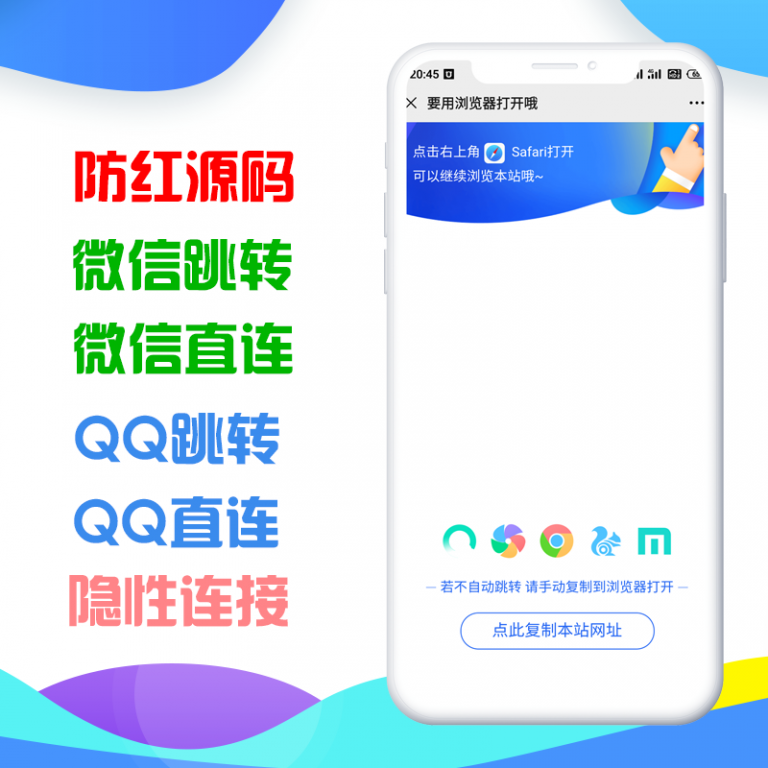 防红源码
微信跳转
微信直连
QQ跳转
QQ直连
隐性连接
20:45
要用浏览器打开哦
点击右上角 Safari打开
可以继续浏览本站哦~
若不自动跳转 请手动复制到浏览器打开
点此复制本站网址